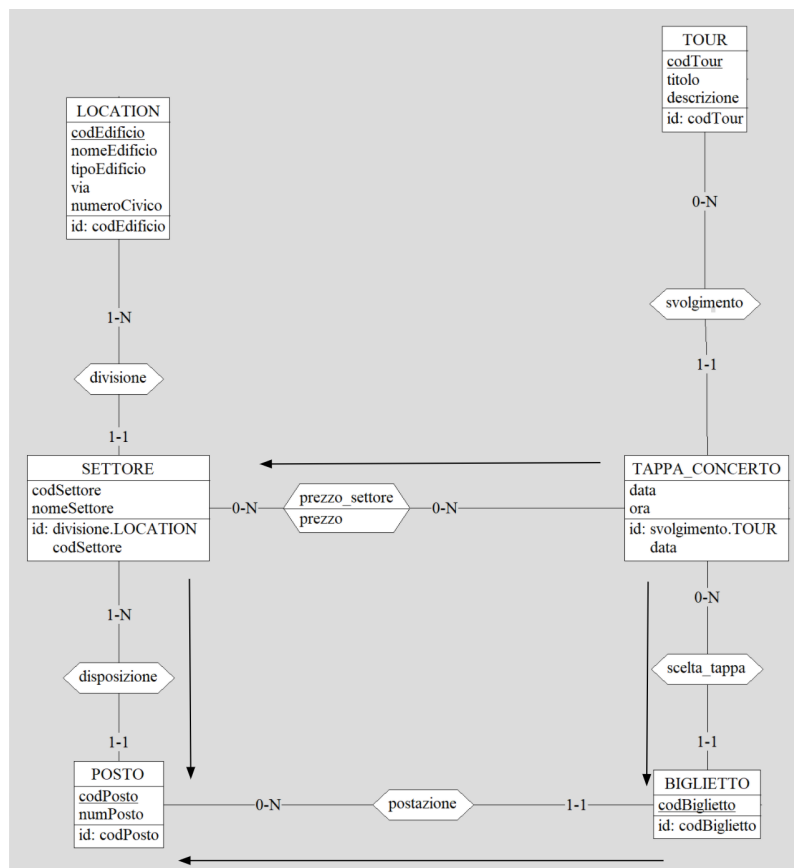 TOUR
codTour
titolo
descrizione
id: codTour
LOCATION
codEdificio
nomeEdificio
tipoEdificio
via
numeroCivico
id: codEdificio
0-N
svolgimento
1-N
1-1
divisione
1-1
SETTORE
codSettore
nomeSettore
id: divisione.LOCATION
codSettore
0-N
prezzo_settore
prezzo
0-N
TAPPA_CONCERTO
data
ora
id: svolgimento.TOUR
data
1-N
0-N
disposizione
scelta_tappa
1-1
1-1
POSTO
codPosto
numPosto
id: codPosto
0-N
postazione
1-1
BIGLIETTO
codBiglietto
id: codBiglietto